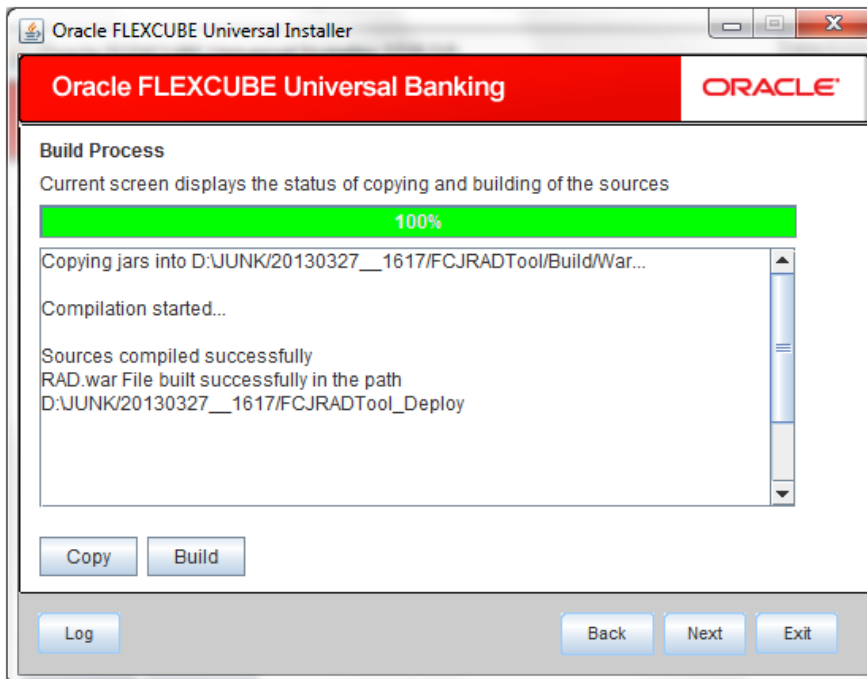 Oracle FLEXCUBE Universal Installer
Oracle FLEXCUBE Universal Banking
ORACLE
Build Process
Current screen displays the status of copying and building of the sources
100%
Copying jars into D:\JUNK/20130327__1617/FCJRADTool/Build/War...
Compilation started...
Sources compiled successfully
RAD.war File built successfully in the path
D:\JUNK/20130327__1617/FCJRADTool_Deploy
Copy Build
Log Back Next Exit